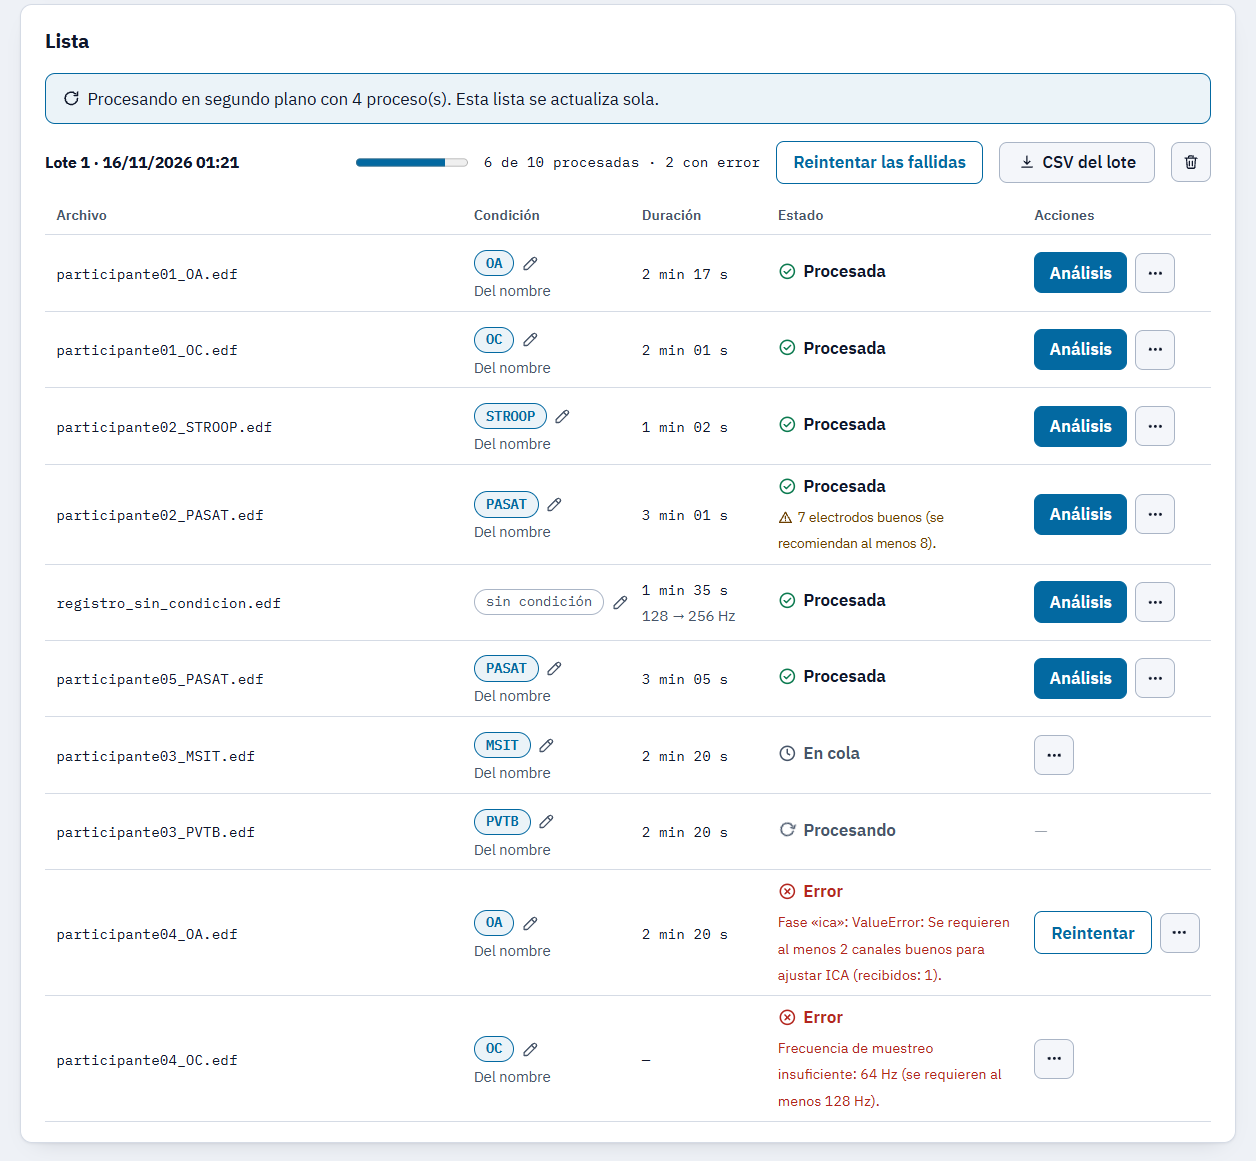 Lista
Procesando en segundo plano con 4 proceso(s). Esta lista se actualiza sola.
Lote 1 · 16/11/2026 01:21
6 de 10 procesadas · 2 con error
Reintentar las fallidas
CSV del lote
Archivo Condición Duración Estado Acciones
participante01_OA.edf OA Del nombre 2 min 17 s Procesada Análisis ···
participante01_OC.edf OC Del nombre 2 min 01 s Procesada Análisis ···
participante02_STROOP.edf STROOP Del nombre 1 min 02 s Procesada Análisis ···
participante02_PASAT.edf PASAT Del nombre 3 min 01 s Procesada
7 electrodos buenos (se
recomiendan al menos 8).
Análisis ···
registro_sin_condicion.edf sin condición 1 min 35 s
128 → 256 Hz
Procesada Análisis ···
participante05_PASAT.edf PASAT Del nombre 3 min 05 s Procesada Análisis ···
participante03_MSIT.edf MSIT Del nombre 2 min 20 s En cola ···
participante03_PVTB.edf PVTB Del nombre 2 min 20 s Procesando —
participante04_OA.edf OA Del nombre 2 min 20 s Error
Fase «ica»: ValueError: Se requieren
al menos 2 canales buenos para
ajustar ICA (recibidos: 1).
Reintentar ···
participante04_OC.edf OC Del nombre – Error
Frecuencia de muestreo
insuficiente: 64 Hz (se requieren al
menos 128 Hz).
···